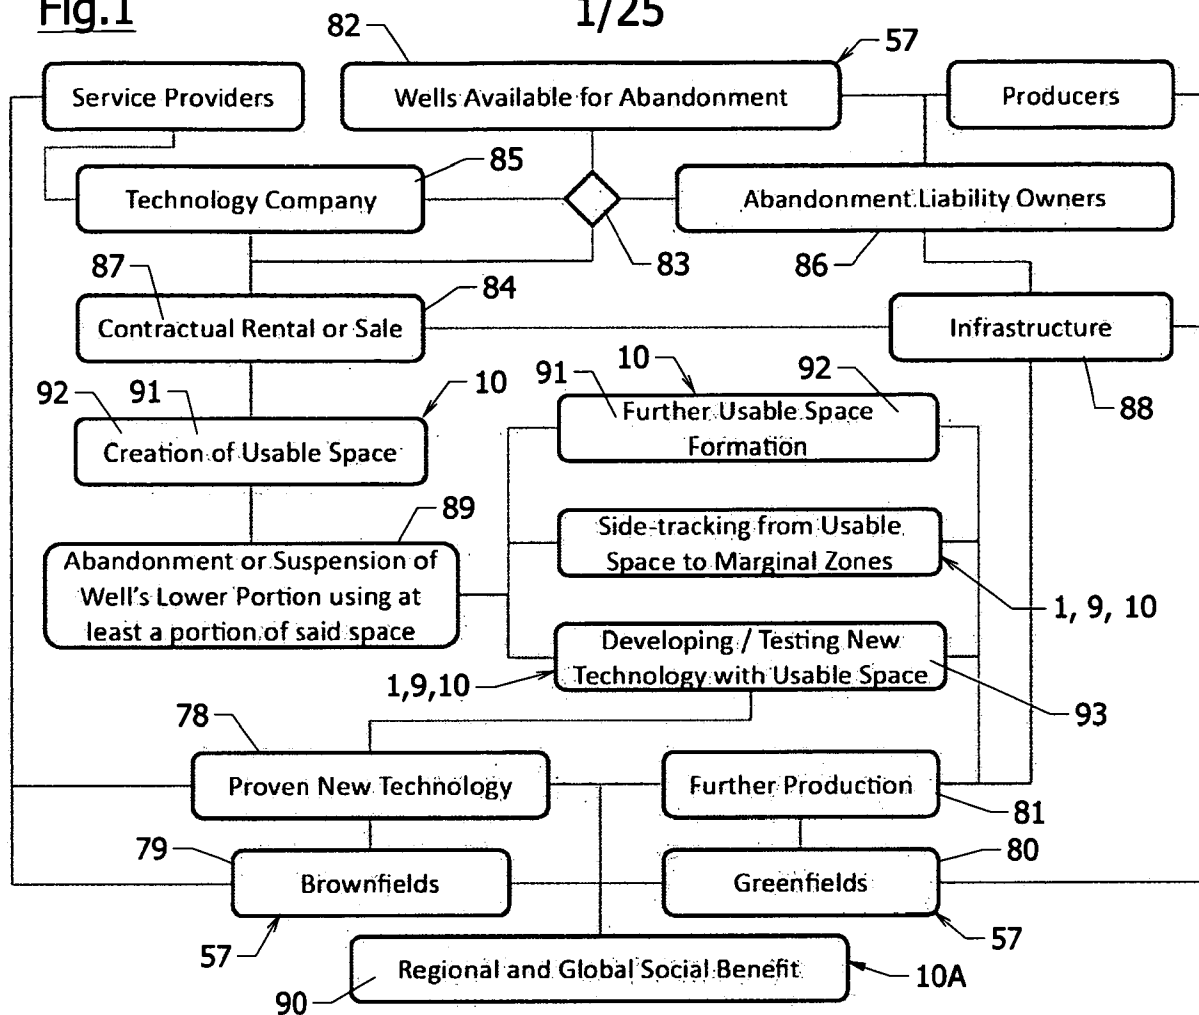 Fig.1
1/25
82
57
Service Providers
Wells Available for Abandonment
Producers
85
Technology Company
Abandonment Liability Owners
87
84
83
86
Contractual Rental or Sale
Infrastructure
92
91
10
91
10
92
88
Further Usable Space
Formation
Creation of Usable Space
89
Side-tracking from Usable
Space to Marginal Zones
Abandonment or Suspension of
Well's Lower Portion using at
least a portion of said space
1, 9, 10
Developing / Testing New
Technology with Usable Space
1,9,10
78
93
Proven New Technology
Further Production
81
79
80
Brownfields
Greenfields
57
57
Regional and Global Social Benefit
10A
90